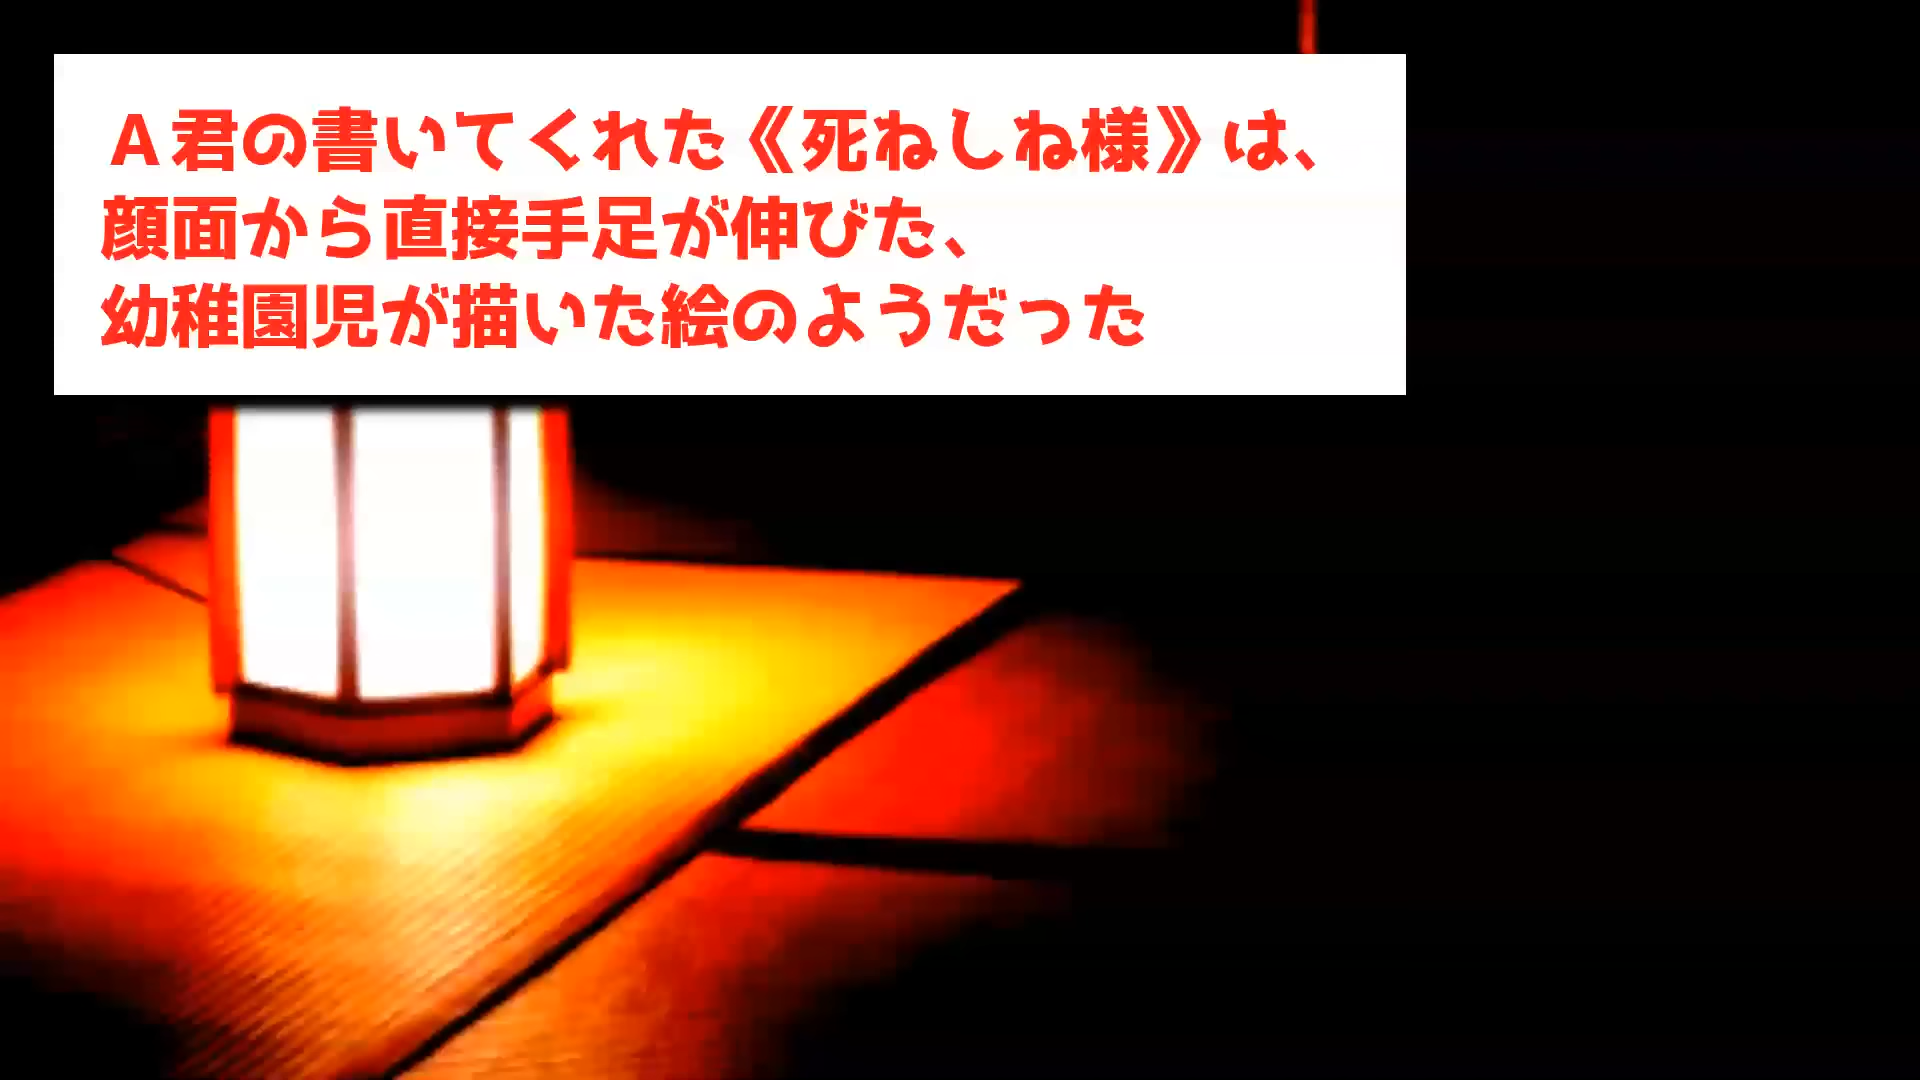 Ａ君の書いてくれた《死ねしね様》は、
顔面から直接手足が伸びた、
幼稚園児が描いた絵のようだった